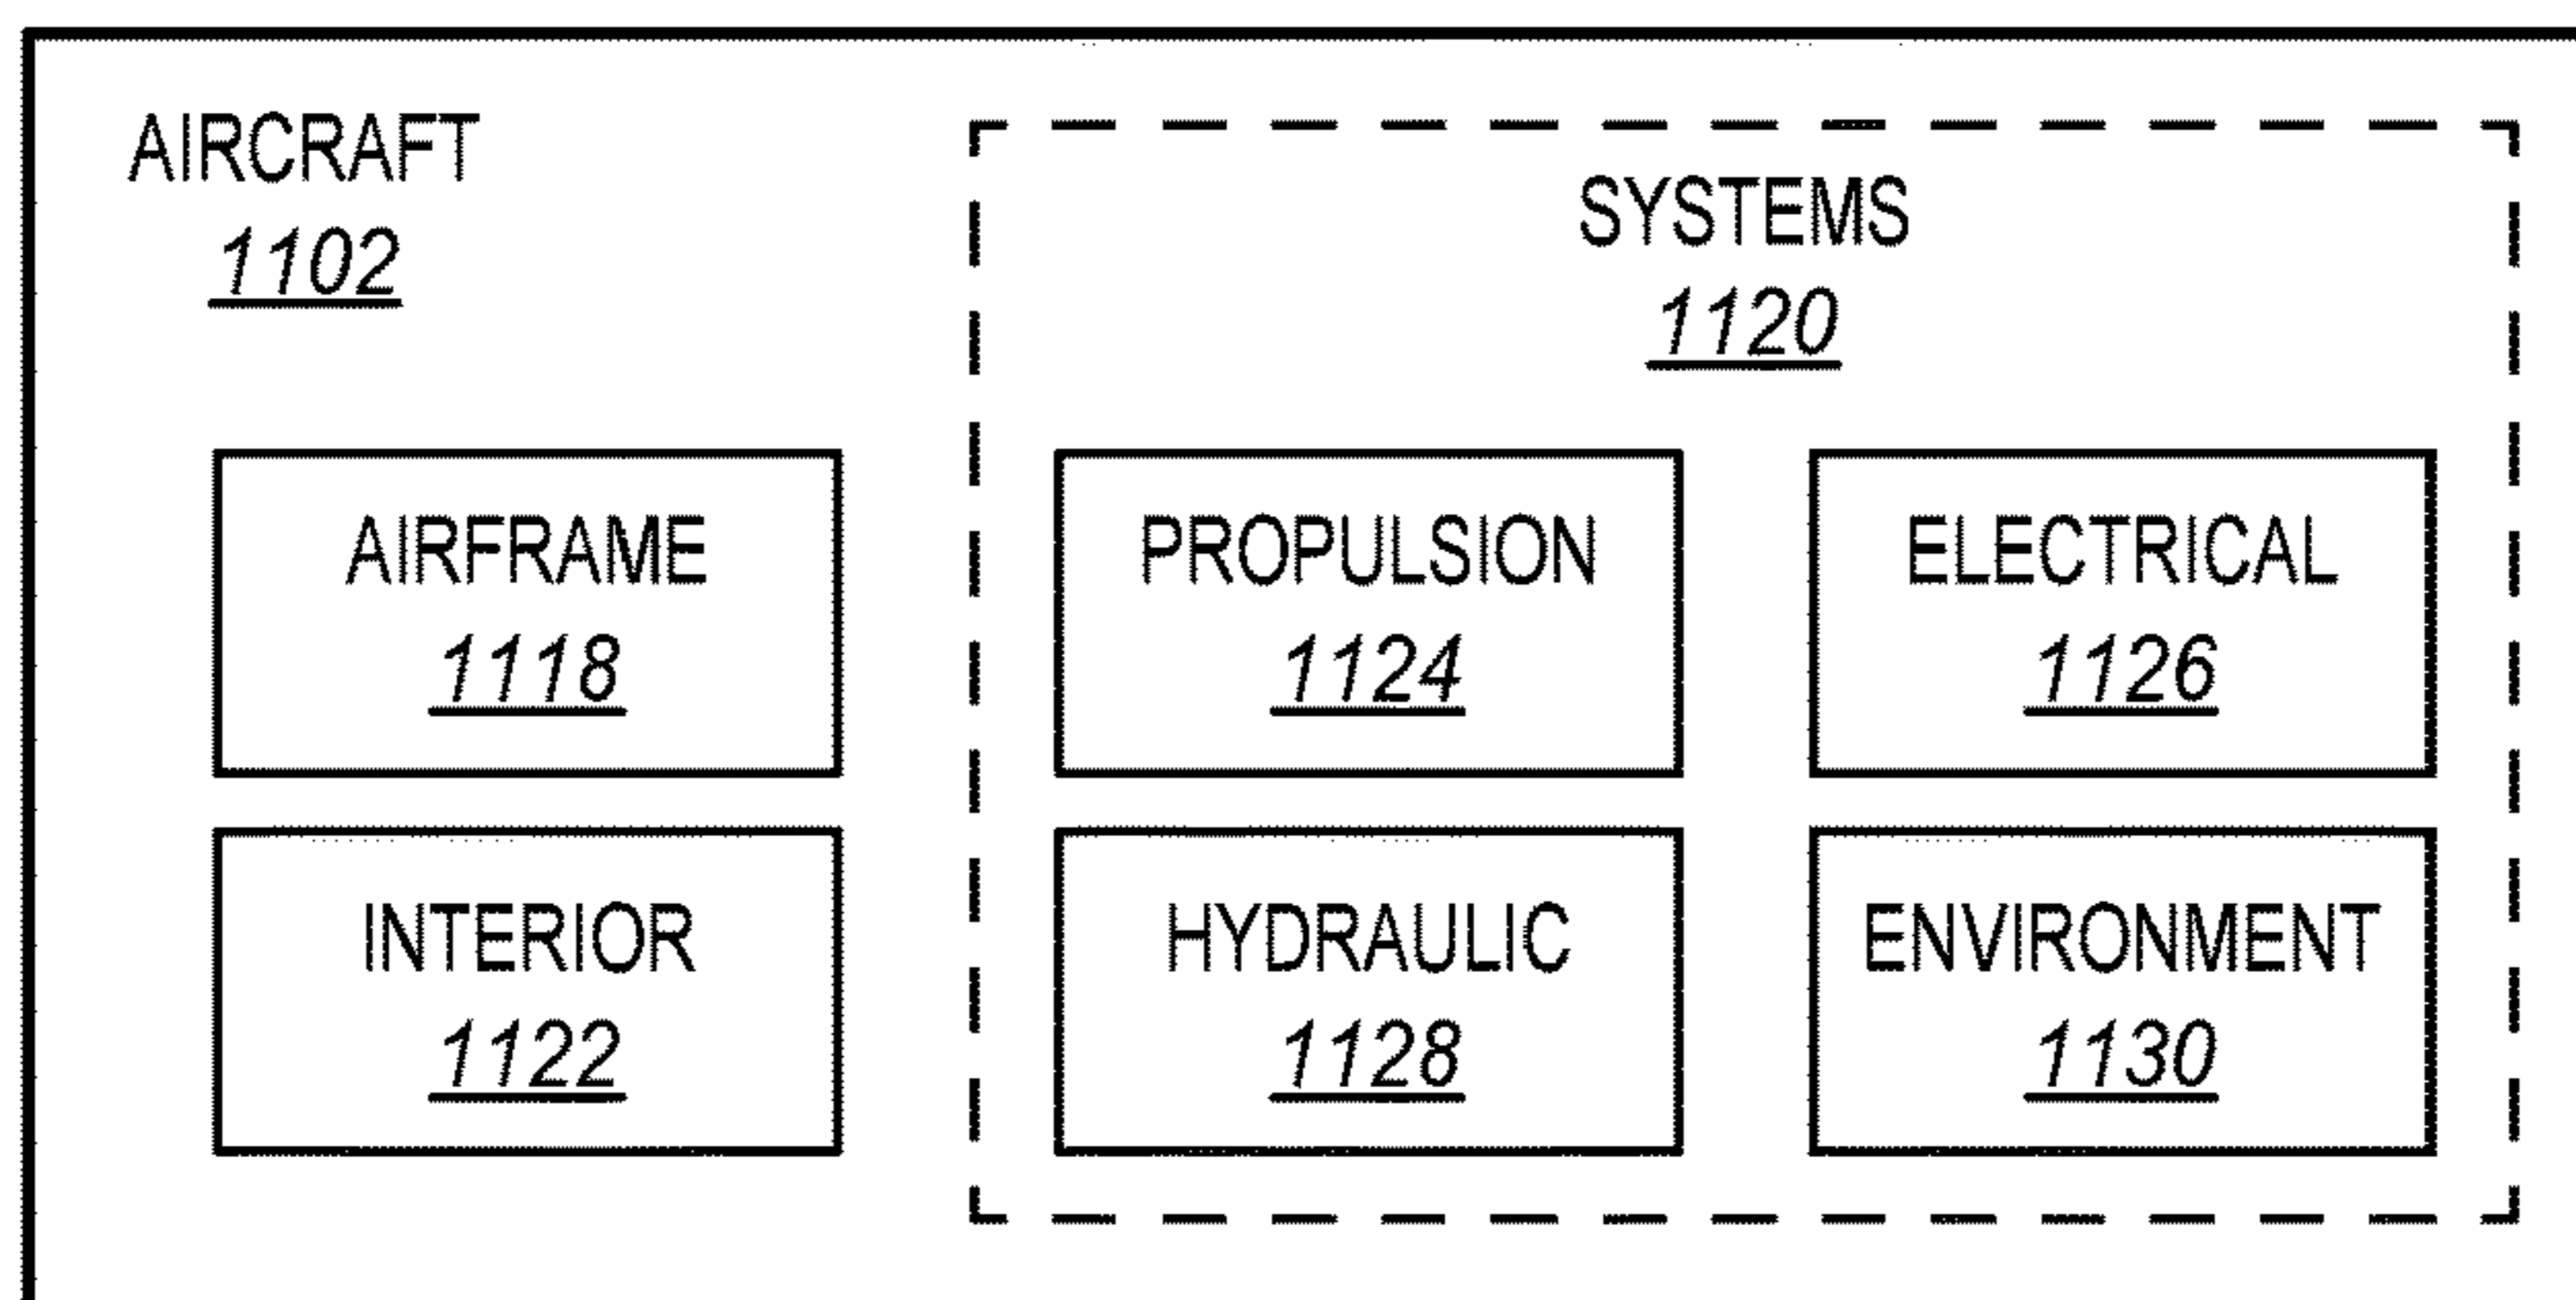 AIRCRAFT
1102
SYSTEMS
1120
AIRFRAME
1118
PROPULSION
1124
ELECTRICAL
1126
INTERIOR
1122
HYDRAULIC
1128
ENVIRONMENT
1130